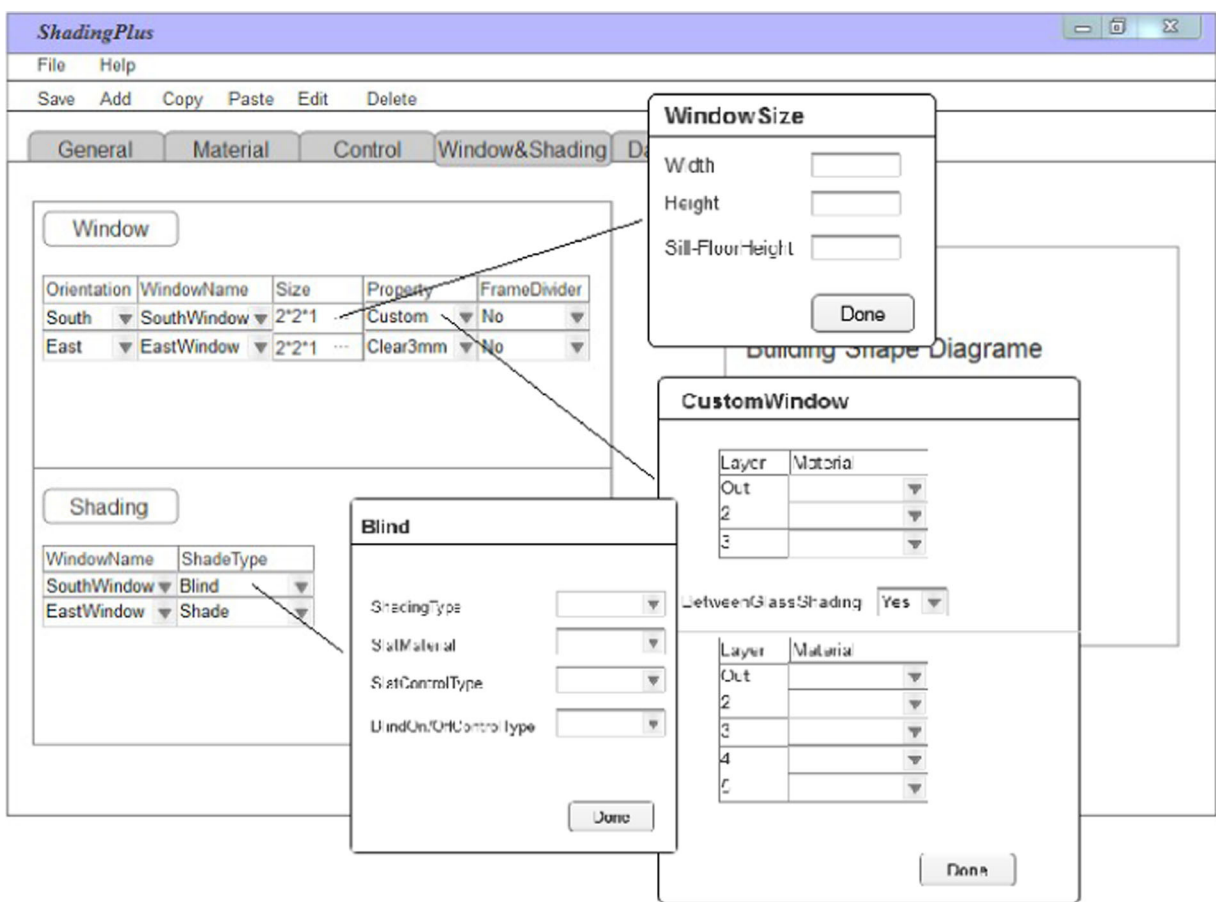 ShadingPlus
File Help
Save Add Copy Paste Edit Delete
General Material Control Window&Shading
Window
Orientation WindowName Size Property FrameDivider
South SouthWindow 2*2*1 ... Custom No
East EastWindow 2*2*1 ... Clear3mm No
WindowSize
Width
Height
Sill-FloorHeight
Done
Building Shape Diagrame
Shading
WindowName ShadeType
SouthWindow Blind
EastWindow Shade
Blind
ShadingType
SlatMaterial
SlatControlType
BlindOn/OffControlType
Done
CustomWindow
Layer Material
Out
2
3
BetweenGlassShading Yes
Layer Material
Out
2
3
4
5
Done